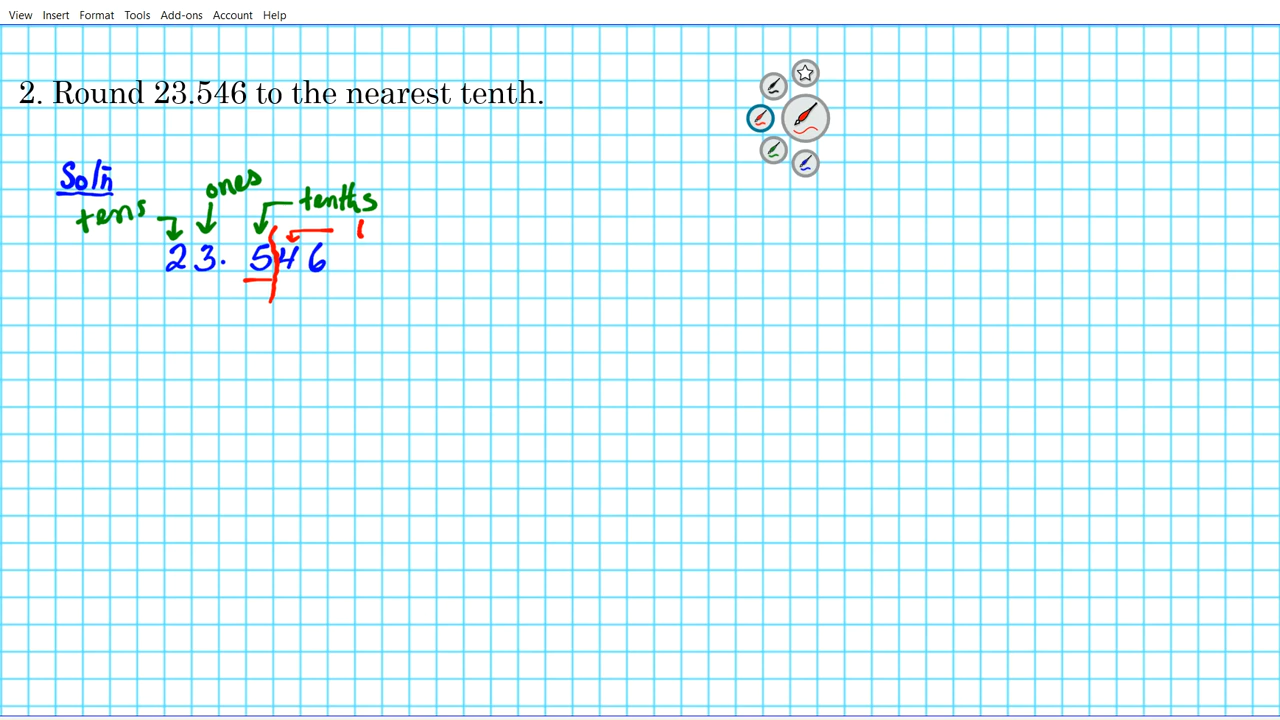 View Insert Format Tools Add-ons Account Help
2. Round 23.546 to the nearest tenth.
Sol'n
ones
tens
tenths
23. 546